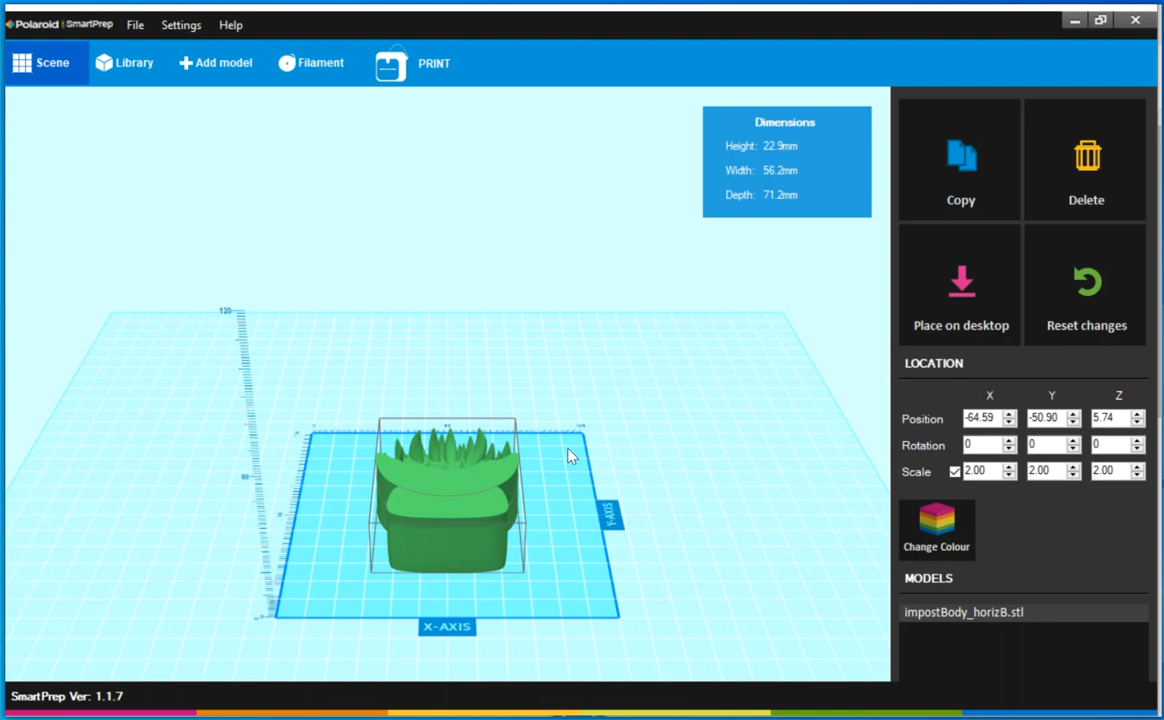 Polaroid SmartPrep File Settings Help
Scene Library Add model Filament PRINT
Dimensions
Height: 22.9mm
Width: 56.2mm
Depth: 71.2mm
Copy Delete
Place on desktop Reset changes
LOCATION
X Y Z
Position -64.59 -50.90 5.74
Rotation 0 0 0
Scale 2.00 2.00 2.00
Change Colour
MODELS
impostBody_horizB.stl
120
60
Y-AXIS
X-AXIS
SmartPrep Ver: 1.1.7